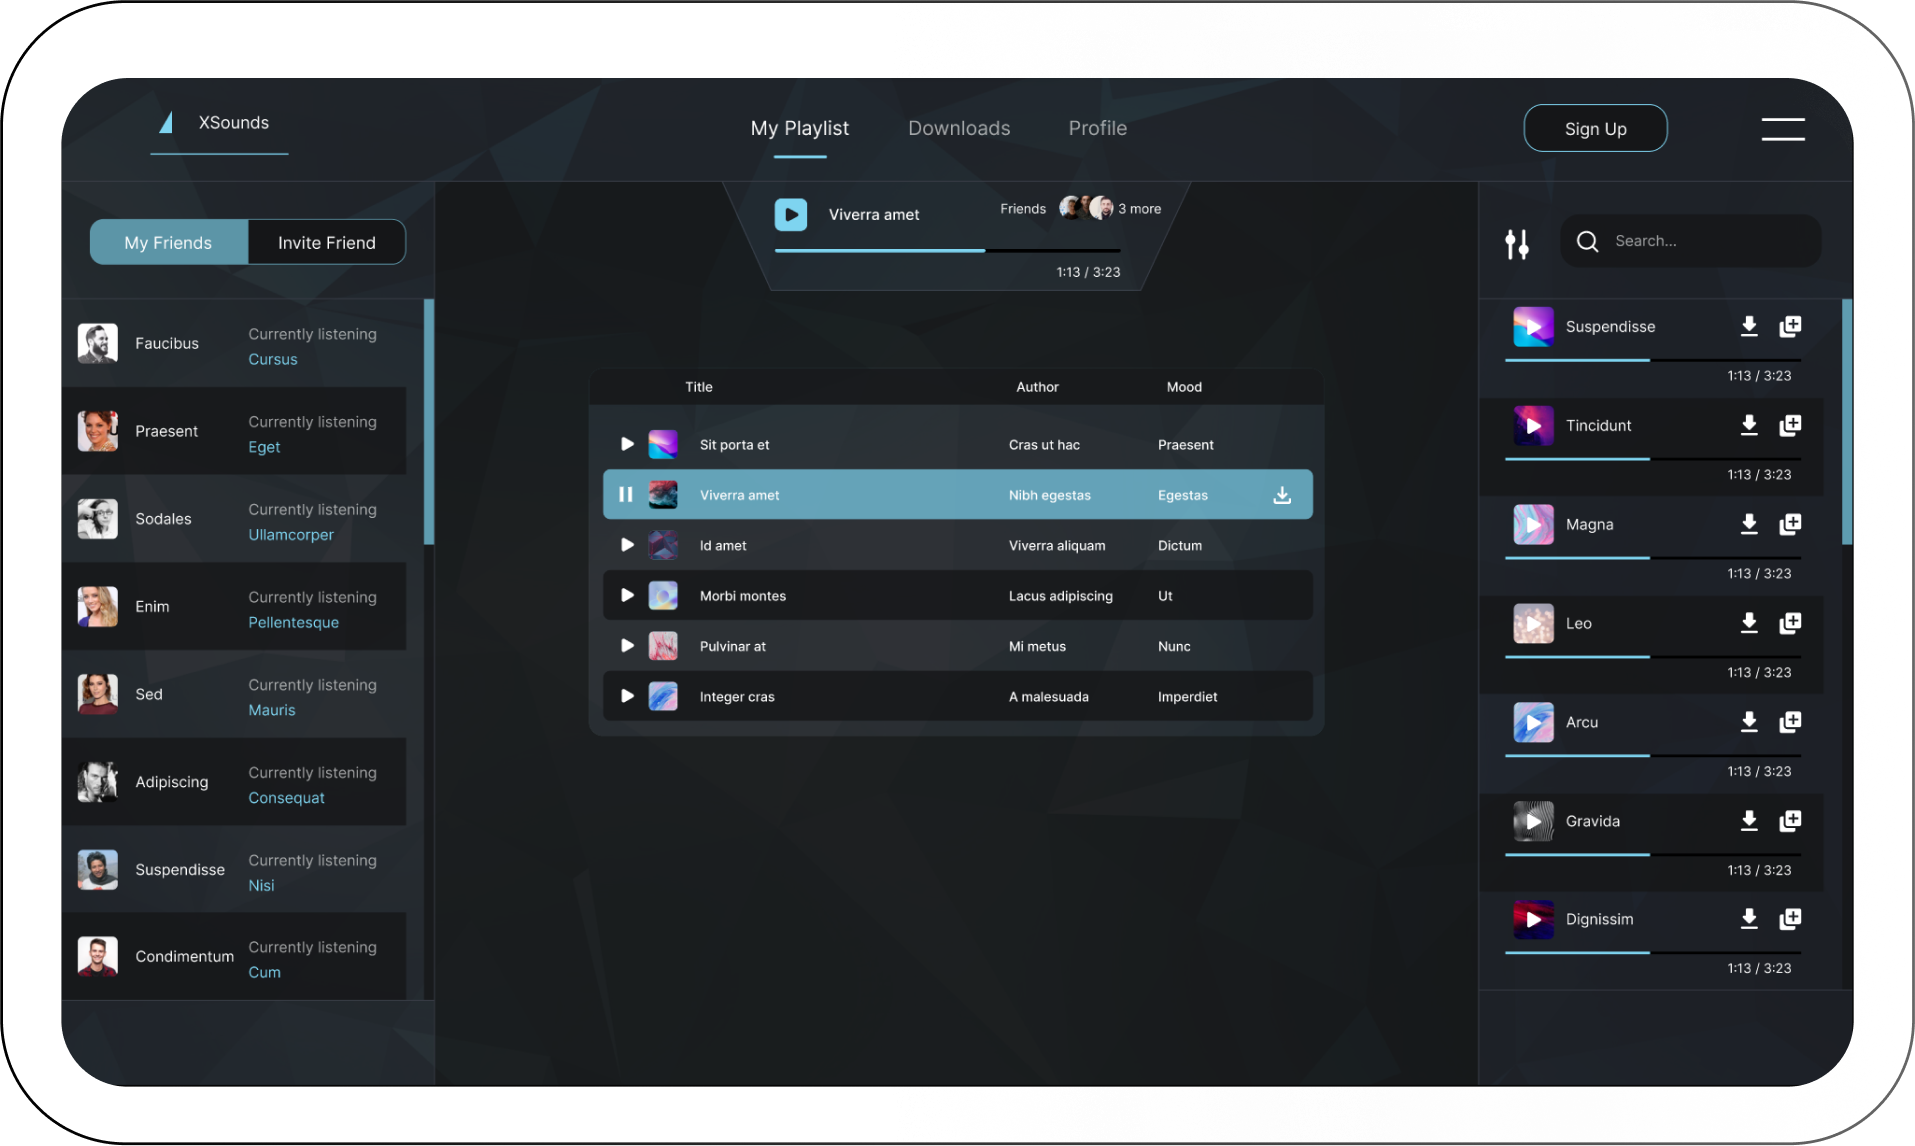 XSounds
My Playlist Downloads Profile
Sign Up
My Friends Invite Friend
Viverra amet
Friends 3 more
1:13 / 3:23
Search...
Faucibus Currently listening
Cursus
Praesent Currently listening
Eget
Sodales Currently listening
Ullamcorper
Enim Currently listening
Pellentesque
Sed Currently listening
Mauris
Adipiscing Currently listening
Consequat
Suspendisse Currently listening
Nisi
Condimentum Currently listening
Cum
Title Author Mood
Sit porta et Cras ut hac Praesent
Viverra amet Nibh egestas Egestas
Id amet Viverra aliquam Dictum
Morbi montes Lacus adipiscing Ut
Pulvinar at Mi metus Nunc
Integer cras A malesuada Imperdiet
Suspendisse
1:13 / 3:23
Tincidunt
1:13 / 3:23
Magna
1:13 / 3:23
Leo
1:13 / 3:23
Arcu
1:13 / 3:23
Gravida
1:13 / 3:23
Dignissim
1:13 / 3:23